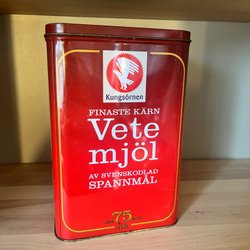 Kungsörnen
FINASTE KÄRN
Vete
mjöl
AV SVENSKODLAD
SPANNMÅL
75